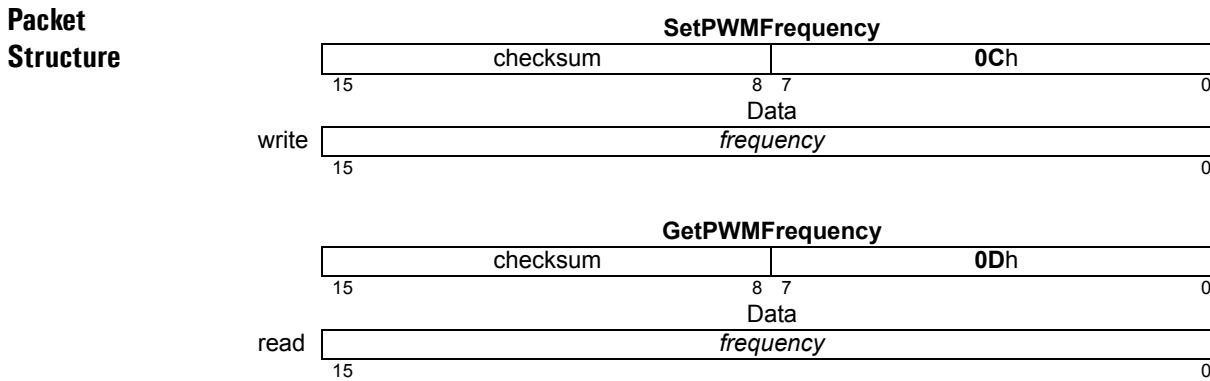 Packet
Structure
SetPWMFrequency
checksum 0Ch
15 8 7 0
Data
write frequency
15 0
GetPWMFrequency
checksum 0Dh
15 8 7 0
Data
read frequency
15 0